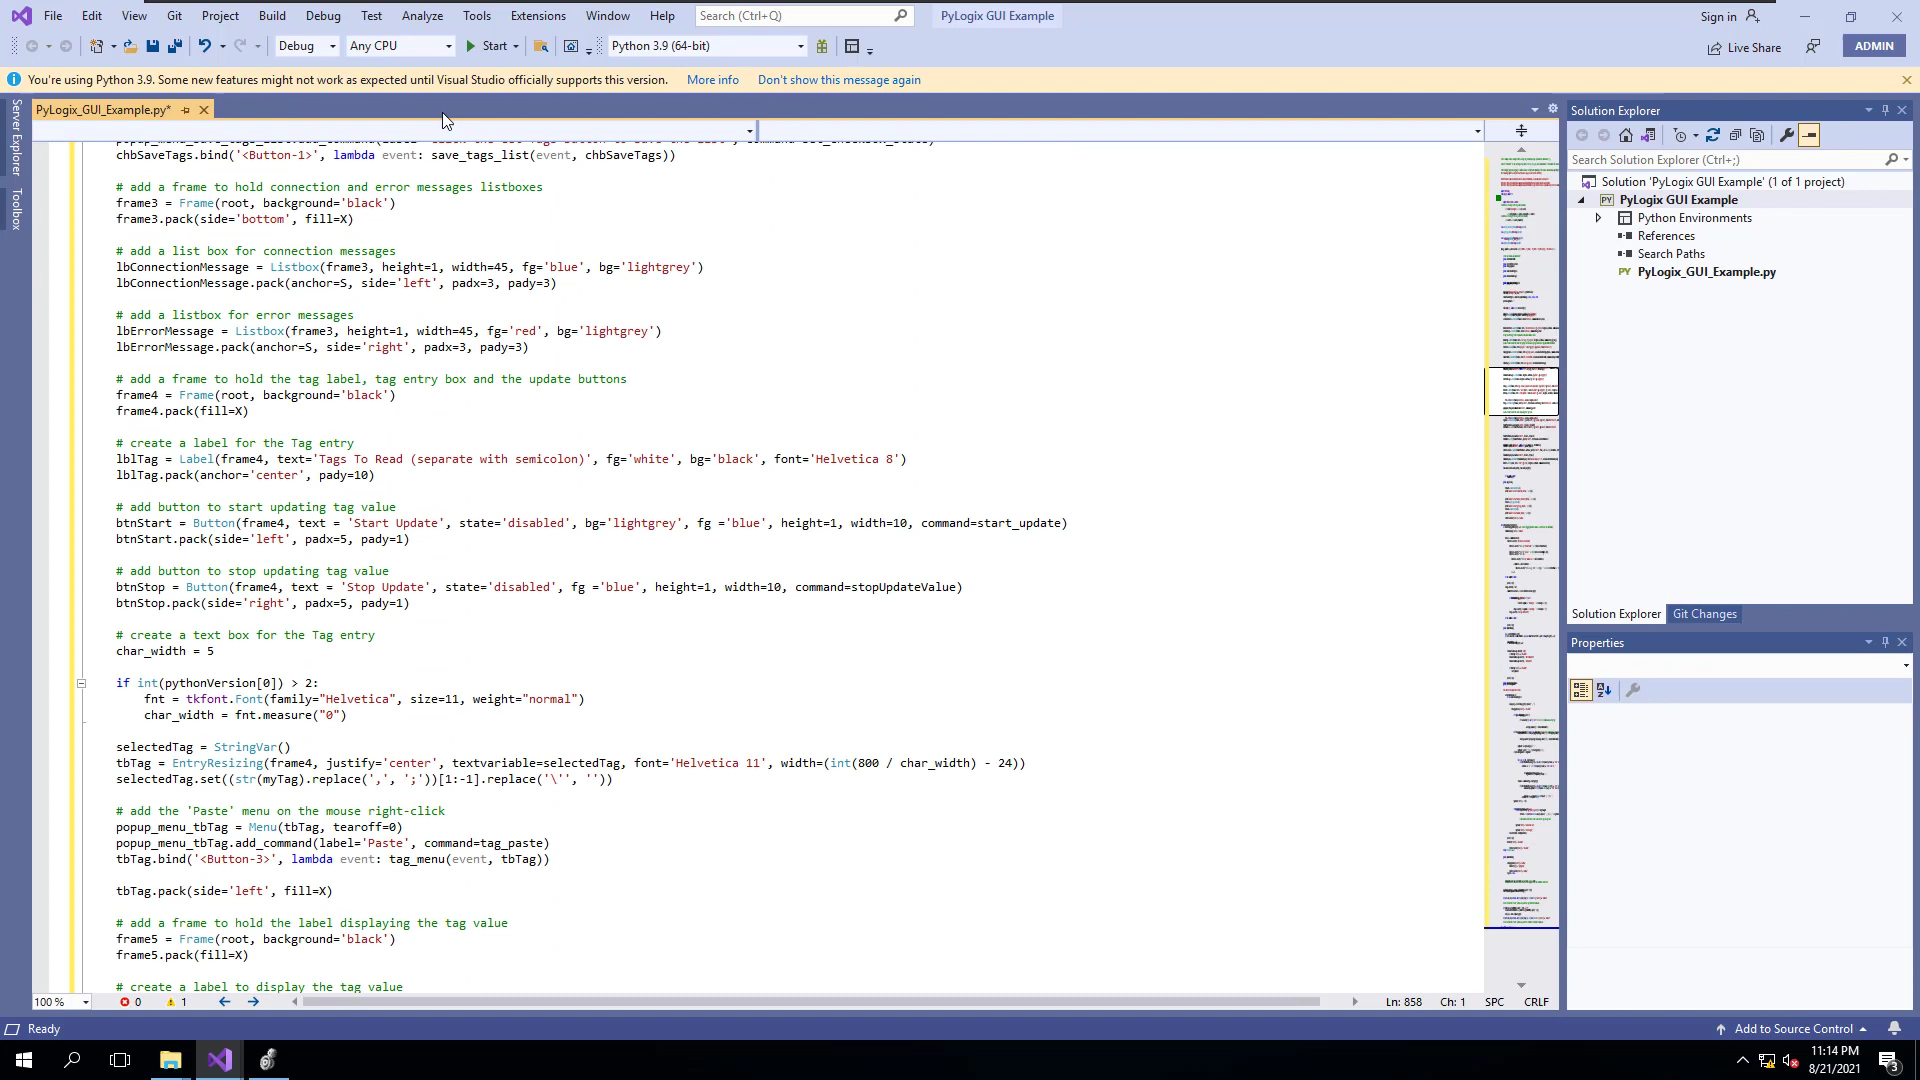 File Edit View Git Project Build Debug Test Analyze Tools Extensions Window Help Search (Ctrl+Q) PyLogix GUI Example Sign in
Debug Any CPU Start Python 3.9 (64-bit) Live Share ADMIN
You're using Python 3.9. Some new features might not work as expected until Visual Studio officially supports this version. More info Don't show this message again
Server Explorer
Toolbox
PyLogix_GUI_Example.py*
chbSaveTags.bind('<Button-1>', lambda event: save_tags_list(event, chbSaveTags))
# add a frame to hold connection and error messages listboxes
frame3 = Frame(root, background='black')
frame3.pack(side='bottom', fill=X)
# add a list box for connection messages
lbConnectionMessage = Listbox(frame3, height=1, width=45, fg='blue', bg='lightgrey')
lbConnectionMessage.pack(anchor=S, side='left', padx=3, pady=3)
# add a listbox for error messages
lbErrorMessage = Listbox(frame3, height=1, width=45, fg='red', bg='lightgrey')
lbErrorMessage.pack(anchor=S, side='right', padx=3, pady=3)
# add a frame to hold the tag label, tag entry box and the update buttons
frame4 = Frame(root, background='black')
frame4.pack(fill=X)
# create a label for the Tag entry
lblTag = Label(frame4, text='Tags To Read (separate with semicolon)', fg='white', bg='black', font='Helvetica 8')
lblTag.pack(anchor='center', pady=10)
# add button to start updating tag value
btnStart = Button(frame4, text = 'Start Update', state='disabled', bg='lightgrey', fg ='blue', height=1, width=10, command=start_update)
btnStart.pack(side='left', padx=5, pady=1)
# add button to stop updating tag value
btnStop = Button(frame4, text = 'Stop Update', state='disabled', fg ='blue', height=1, width=10, command=stopUpdateValue)
btnStop.pack(side='right', padx=5, pady=1)
# create a text box for the Tag entry
char_width = 5
if int(pythonVersion[0]) > 2:
fnt = tkfont.Font(family="Helvetica", size=11, weight="normal")
char_width = fnt.measure("0")
selectedTag = StringVar()
tbTag = EntryResizing(frame4, justify='center', textvariable=selectedTag, font='Helvetica 11', width=(int(800 / char_width) - 24))
selectedTag.set((str(myTag).replace(',', ';'))[1:-1].replace('\'', ''))
# add the 'Paste' menu on the mouse right-click
popup_menu_tbTag = Menu(tbTag, tearoff=0)
popup_menu_tbTag.add_command(label='Paste', command=tag_paste)
tbTag.bind('<Button-3>', lambda event: tag_menu(event, tbTag))
tbTag.pack(side='left', fill=X)
# add a frame to hold the label displaying the tag value
frame5 = Frame(root, background='black')
frame5.pack(fill=X)
# create a label to display the tag value
100 % 0 1 Ln: 858 Ch: 1 SPC CRLF
Solution Explorer
Search Solution Explorer (Ctrl+;)
Solution 'PyLogix GUI Example' (1 of 1 project)
PY PyLogix GUI Example
Python Environments
References
Search Paths
PY PyLogix_GUI_Example.py
Solution Explorer Git Changes
Properties
Ready Add to Source Control
11:14 PM
8/21/2021
3